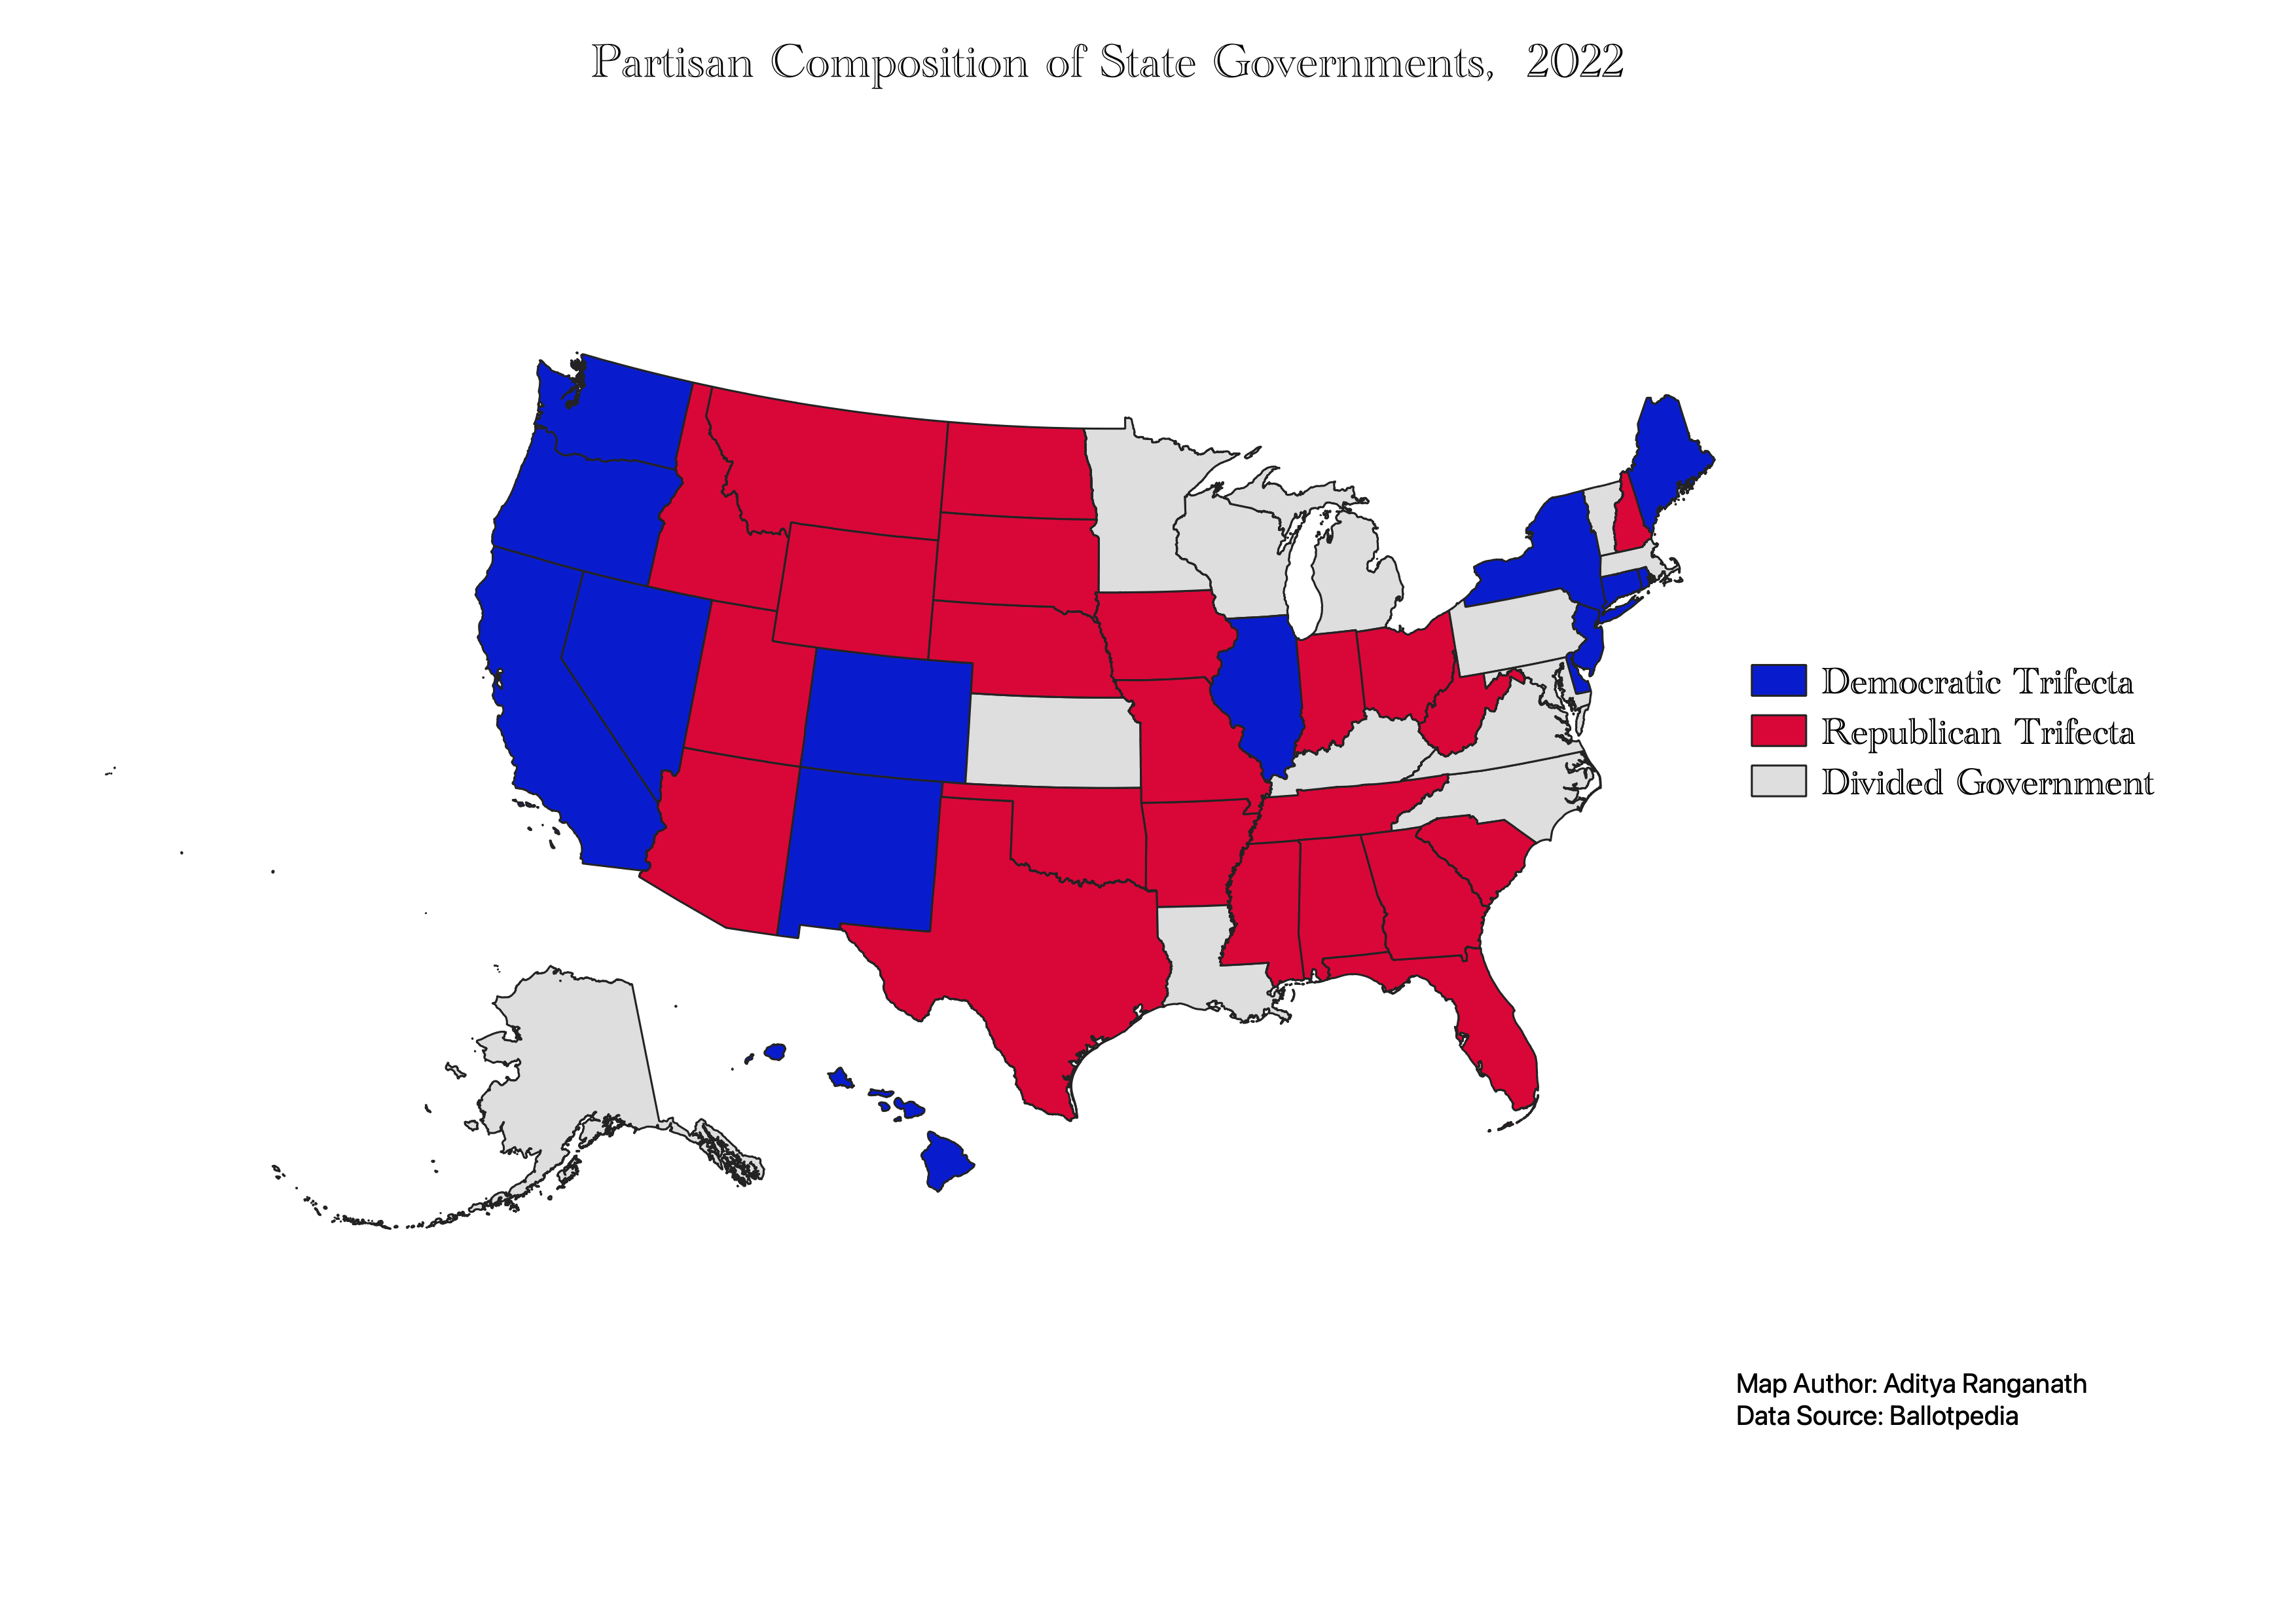 Partisan Composition of State Governments, 2022
Democratic Trifecta
Republican Trifecta
Divided Government
Map Author: Aditya Ranganath
Data Source: Ballotpedia